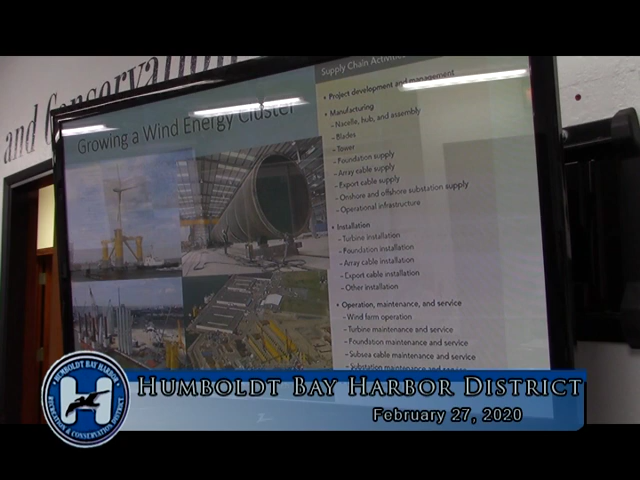 and Conservation
Growing a Wind Energy Cluster
Supply Chain Activities
• Project development and management
• Manufacturing
– Nacelle, hub, and assembly
– Blades
– Tower
– Foundation supply
– Array cable supply
– Export cable supply
– Onshore and offshore substation supply
– Operational infrastructure
• Installation
– Turbine installation
– Foundation installation
– Array cable installation
– Export cable installation
– Other installation
• Operation, maintenance, and service
– Wind farm operation
– Turbine maintenance and service
– Foundation maintenance and service
– Subsea cable maintenance and service
– Substation maintenance and service
HUMBOLDT BAY HARBOR
RECREATION & CONSERVATION DISTRICT
H
Humboldt Bay Harbor District
February 27, 2020